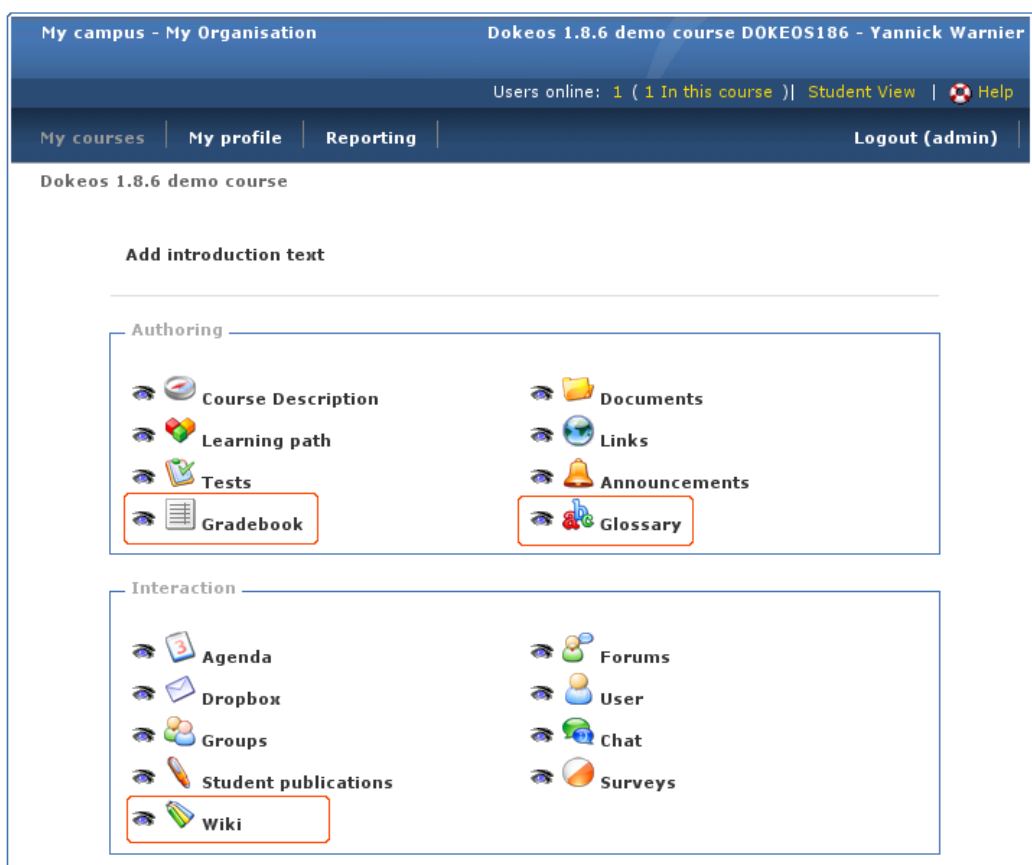 My campus - My Organisation Dokeos 1.8.6 demo course DOKEOS186 - Yannick Warnier
Users online: 1 ( 1 In this course )| Student View | Help
My courses My profile Reporting Logout (admin)
Dokeos 1.8.6 demo course
Add introduction text
Authoring
Course Description Documents
Learning path Links
Tests Announcements
Gradebook abc Glossary
Interaction
3 Agenda Forums
Dropbox User
Groups Chat
Student publications Surveys
Wiki